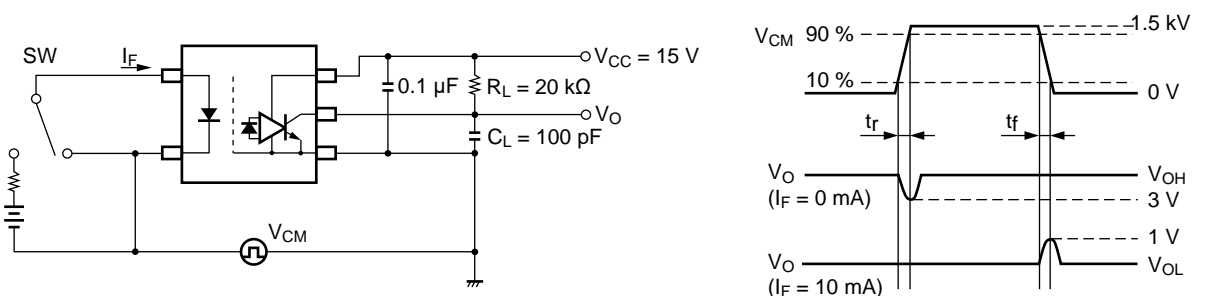 SW
I_F
V_CC = 15 V
0.1 μF
R_L = 20 kΩ
V_O
C_L = 100 pF
V_CM
V_CM 90 %
10 %
1.5 kV
0 V
t_r
t_f
V_O
(I_F = 0 mA)
V_OH
3 V
1 V
V_O
(I_F = 10 mA)
V_OL